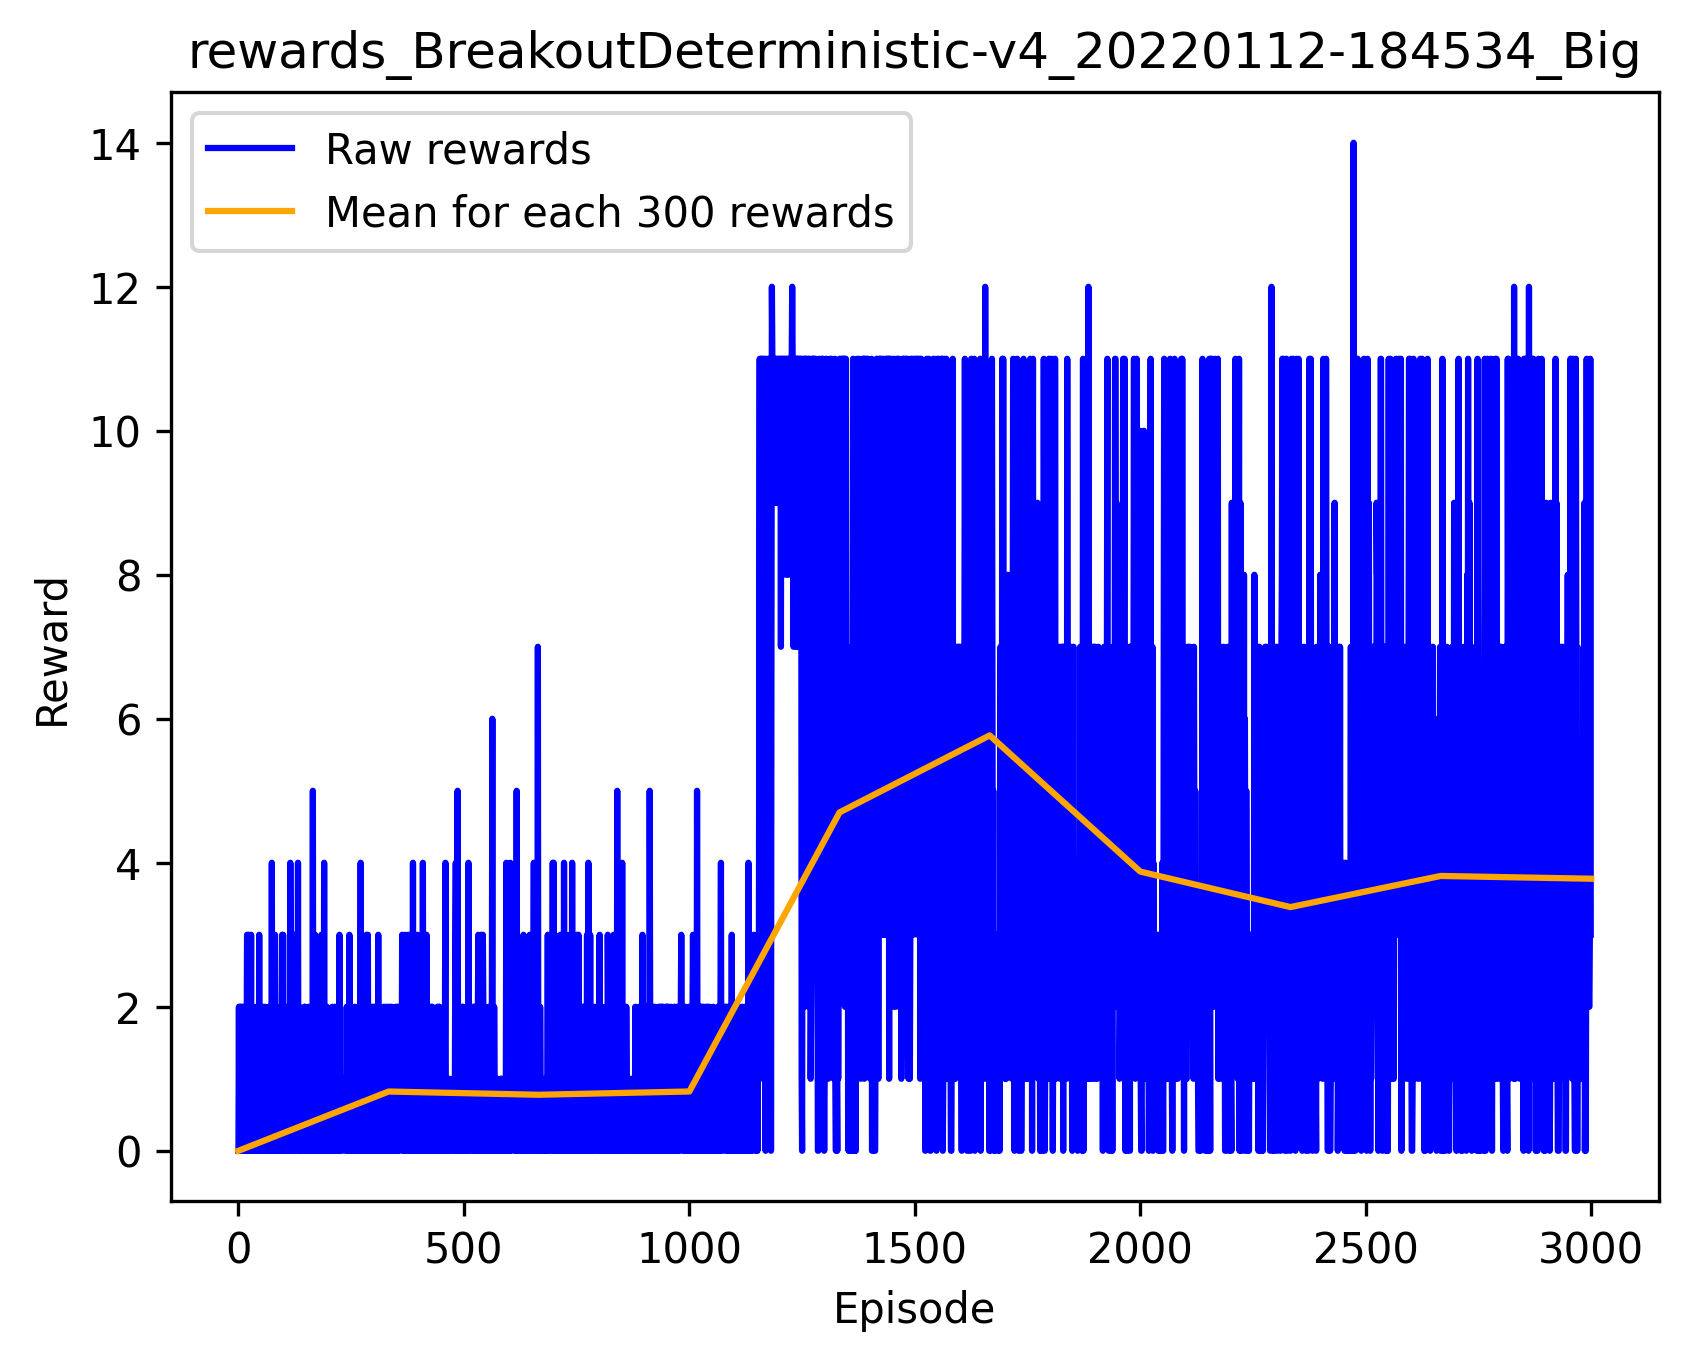 rewards_BreakoutDeterministic-v4_20220112-184534_Big
Raw rewards
Mean for each 300 rewards
14
12
10
8
6
4
2
0
Reward
0 500 1000 1500 2000 2500 3000
Episode